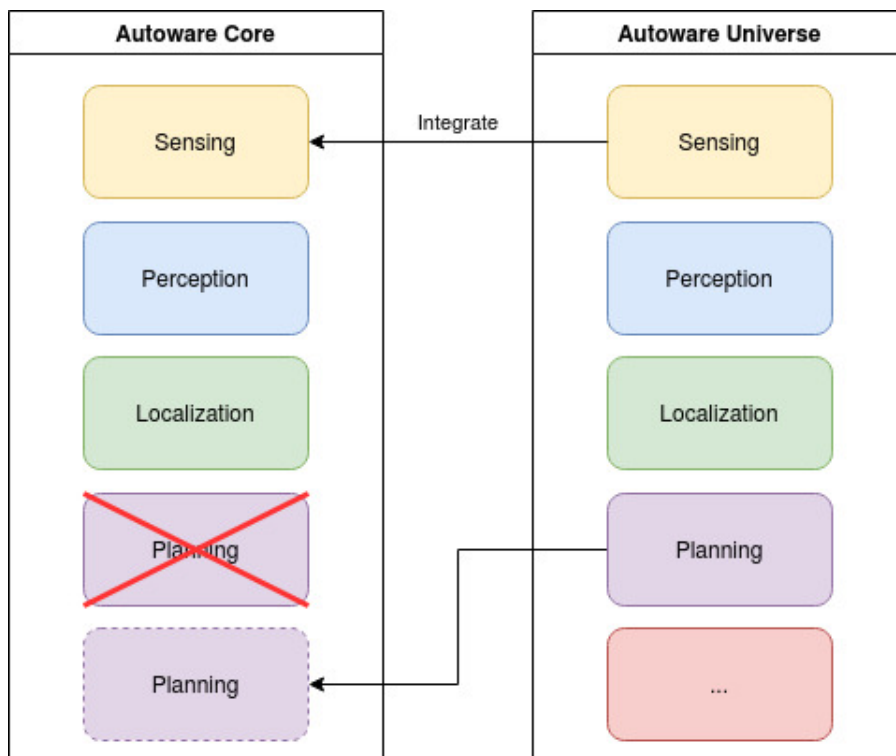 Autoware Core
Autoware Universe
Sensing
Integrate
Sensing
Perception
Perception
Localization
Localization
Planning
Planning
Planning
...